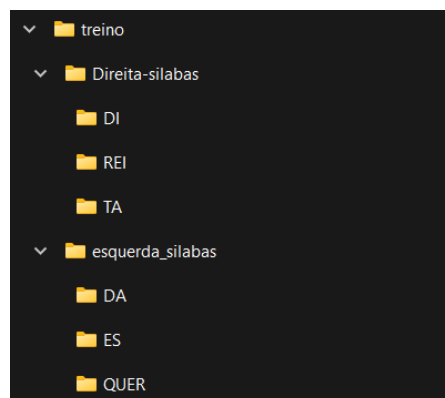 treino
Direita-silabas
DI
REI
TA
esquerda_silabas
DA
ES
QUER